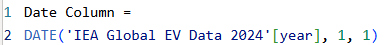 1 Date Column =
2 DATE('IEA Global EV Data 2024'[year], 1, 1)